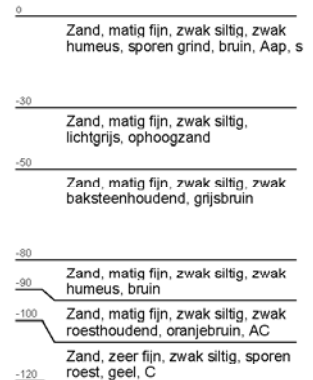 0
Zand, matig fijn, zwak siltig, zwak
humeus, sporen grind, bruin, Aap, s
-30
Zand, matig fijn, zwak siltig,
lichtgrijs, ophoogzand
-50
Zand, matig fijn, zwak siltig, zwak
baksteenhoudend, grijsbruin
-80
Zand, matig fijn, zwak siltig, zwak
-90
humeus, bruin
-100
Zand, matig fijn, zwak siltig, zwak
roesthoudend, oranjebruin, AC
Zand, zeer fijn, zwak siltig, sporen
-120
roest, geel, C